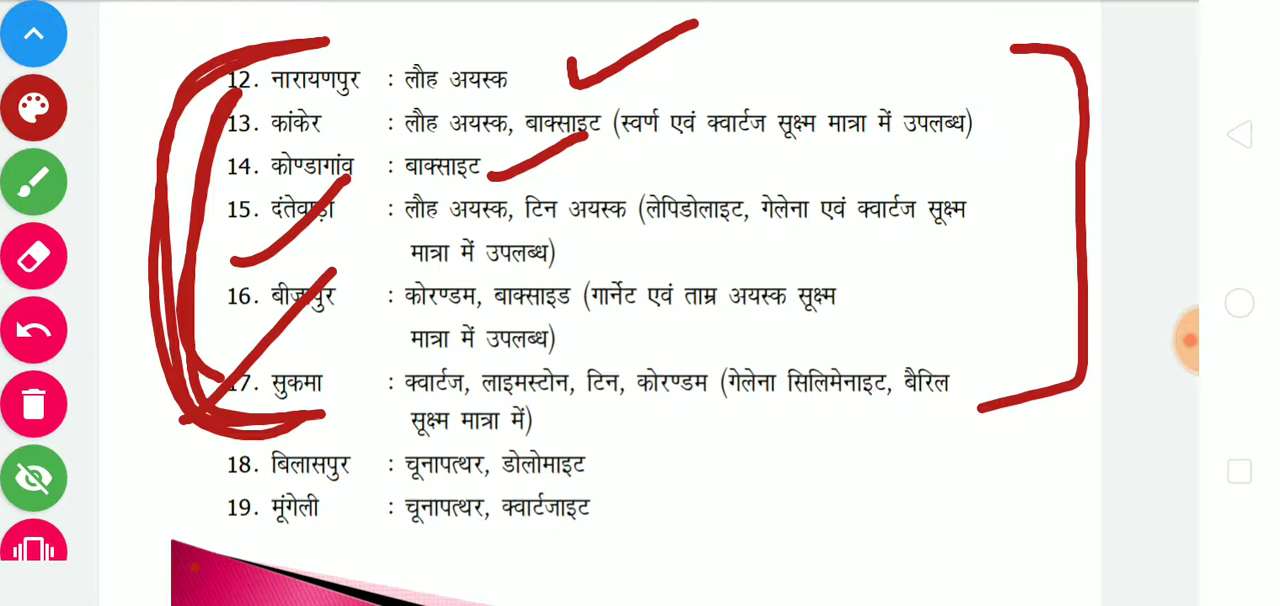 12. नारायणपुर : लौह अयस्क
13. कांकेर : लौह अयस्क, बाक्साइट (स्वर्ण एवं क्वार्टज सूक्ष्म मात्रा में उपलब्ध)
14. कोण्डागांव : बाक्साइट
15. दंतेवाड़ा : लौह अयस्क, टिन अयस्क (लेपिडोलाइट, गेलेना एवं क्वार्टज सूक्ष्म
मात्रा में उपलब्ध)
16. बीजापुर : कोरण्डम, बाक्साइड (गार्नेट एवं ताम्र अयस्क सूक्ष्म
मात्रा में उपलब्ध)
17. सुकमा : क्वार्टज, लाइमस्टोन, टिन, कोरण्डम (गेलेना सिलिमेनाइट, बैरिल
सूक्ष्म मात्रा में)
18. बिलासपुर : चूनापत्थर, डोलोमाइट
19. मूंगेली : चूनापत्थर, क्वार्टजाइट